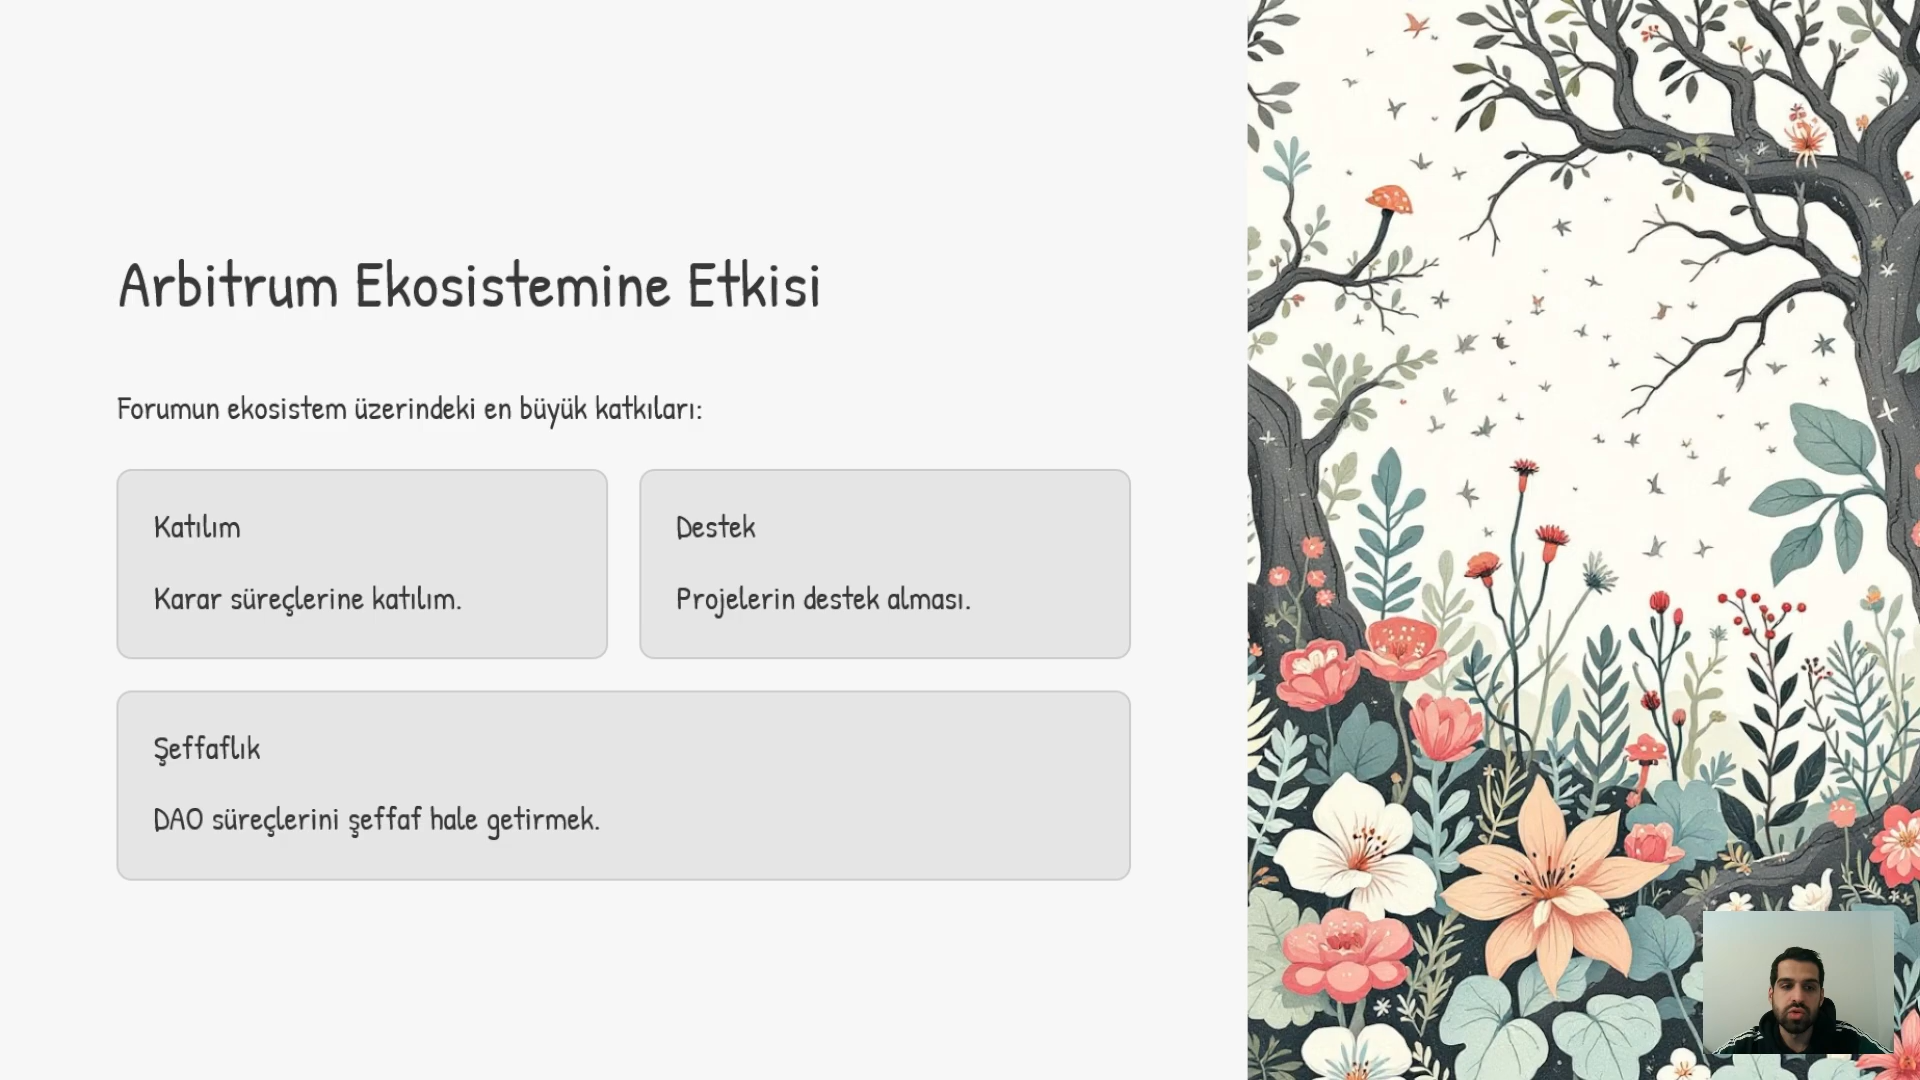 Arbitrum Ekosistemine Etkisi
Forumun ekosistem üzerindeki en büyük katkıları:
Katılım
Karar süreçlerine katılım.
Destek
Projelerin destek alması.
Şeffaflık
DAO süreçlerini şeffaf hale getirmek.